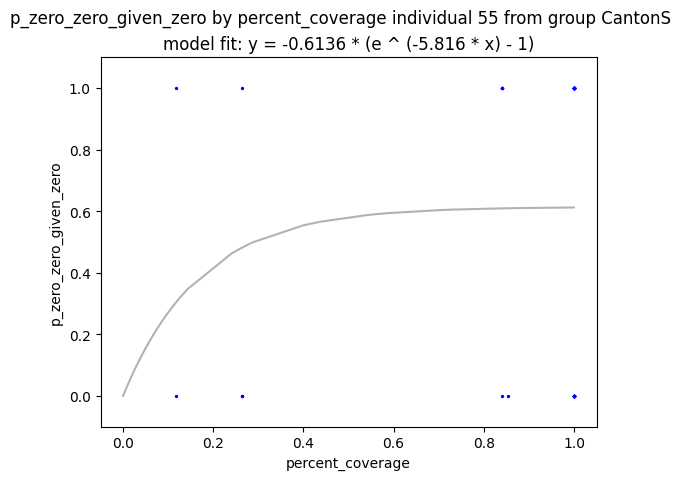 p_zero_zero_given_zero by percent_coverage individual 55 from group CantonS
model fit: y = -0.6136 * (e ^ (-5.816 * x) - 1)
p_zero_zero_given_zero
1.0
0.8
0.6
0.4
0.2
0.0
0.0 0.2 0.4 0.6 0.8 1.0
percent_coverage